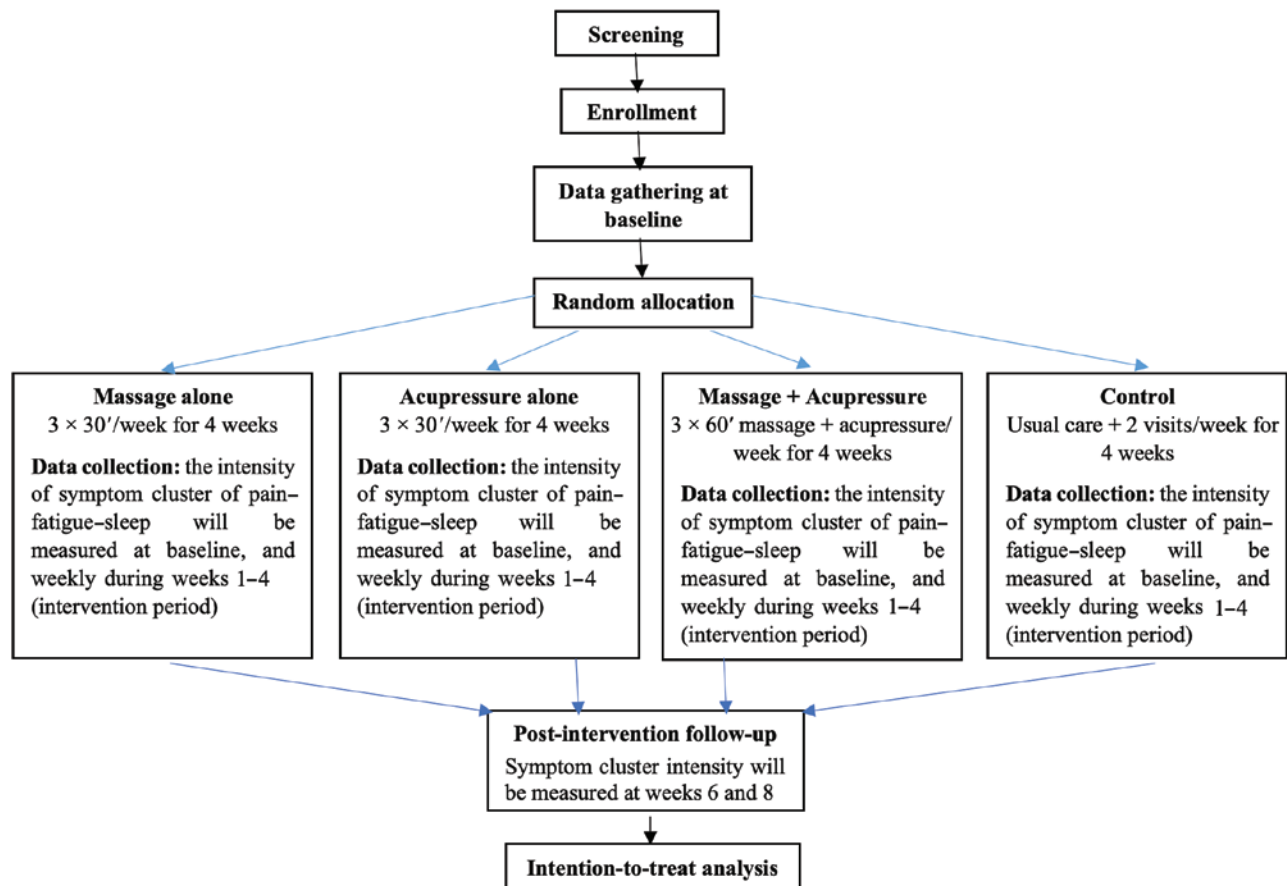 Screening
Enrollment
Data gathering at
baseline
Random allocation
Massage alone
3 × 30′/week for 4 weeks
Data collection: the intensity
of symptom cluster of pain–
fatigue–sleep will be
measured at baseline, and
weekly during weeks 1–4
(intervention period)
Acupressure alone
3 × 30′/week for 4 weeks
Data collection: the intensity
of symptom cluster of pain–
fatigue–sleep will be
measured at baseline, and
weekly during weeks 1–4
(intervention period)
Massage + Acupressure
3 × 60′ massage + acupressure/
week for 4 weeks
Data collection: the intensity
of symptom cluster of pain–
fatigue–sleep will be
measured at baseline, and
weekly during weeks 1–4
(intervention period)
Control
Usual care + 2 visits/week for
4 weeks
Data collection: the intensity
of symptom cluster of pain–
fatigue–sleep will be
measured at baseline, and
weekly during weeks 1–4
(intervention period)
Post-intervention follow-up
Symptom cluster intensity will
be measured at weeks 6 and 8
Intention-to-treat analysis